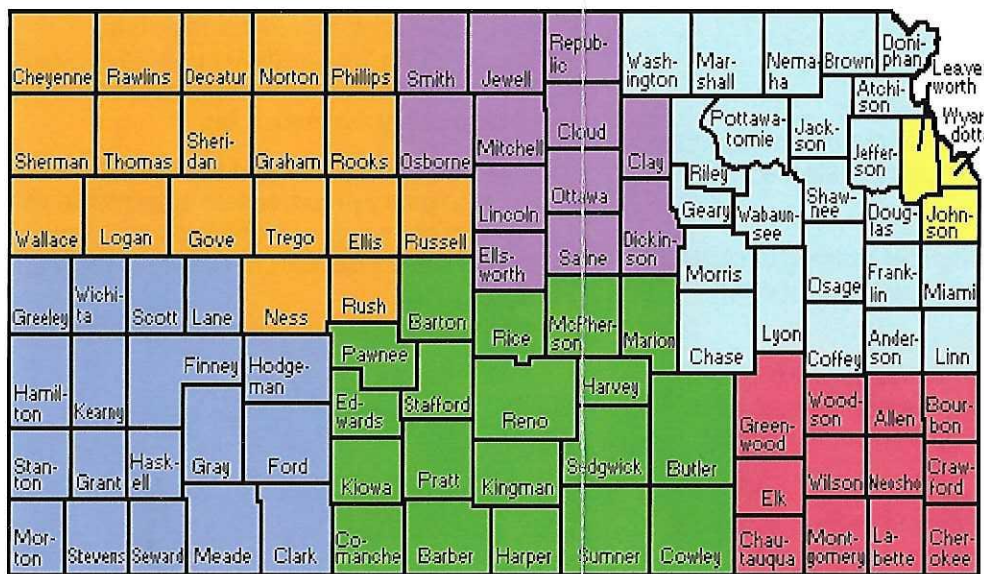 Cheyenne
Rawlins
Decatur
Norton
Phillips
Smith
Jewell
Repub-
lic
Wash-
ington
Mar-
shall
Nema-
ha
Brown
Doni-
phan
Leave
worth
Atchi-
son
Wyan
dotte
Sherman
Thomas
Sheri-
dan
Graham
Rooks
Osborne
Mitchell
Cloud
Clay
Riley
Pottawa-
tomie
Jack-
son
Jeffer-
son
Wallace
Logan
Gove
Trego
Ellis
Russell
Lincoln
Ottawa
Geary
Wabaun-
see
Shaw-
nee
Doug-
las
John-
son
Greeley
Wichi-
ta
Scott
Lane
Ness
Rush
Barton
Ells-
worth
Saline
Dickin-
son
Morris
Osage
Frank-
lin
Miami
Hamil-
ton
Kearny
Finney
Hodge-
man
Pawnee
Rice
McPher-
son
Marion
Chase
Lyon
Coffey
Ander-
son
Linn
Stan-
ton
Grant
Hask-
ell
Gray
Ford
Ed-
wards
Stafford
Reno
Harvey
Green-
wood
Wood-
son
Allen
Bour-
bon
Kiowa
Pratt
Kingman
Sedgwick
Butler
Elk
Wilson
Neosho
Craw-
ford
Mor-
ton
Stevens
Seward
Meade
Clark
Co-
manche
Barber
Harper
Sumner
Cowley
Chau-
tauqua
Mont-
gomery
La-
bette
Cher-
okee